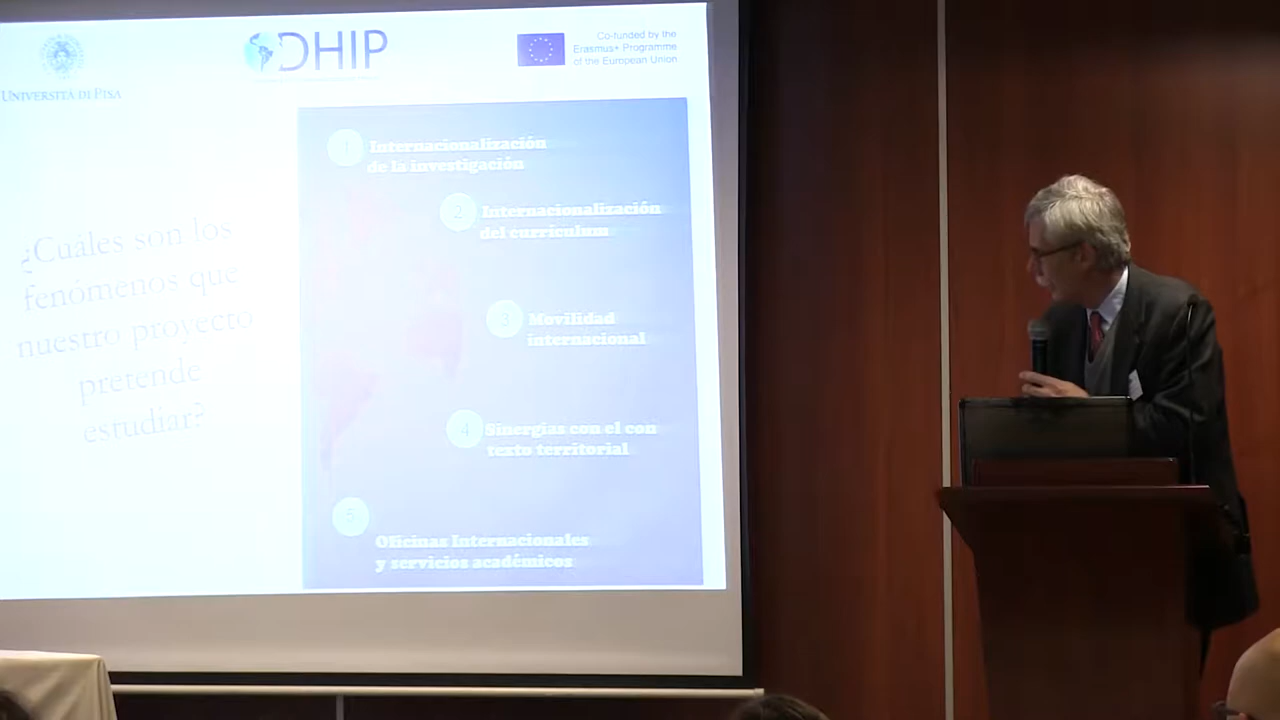 UNIVERSITÀ DI PISA
DHIP
Co-funded by the
Erasmus+ Programme
of the European Union
¿Cuáles son los
fenómenos que
nuestro proyecto
pretende
estudiar?
1 Internacionalización
de la investigación
2 Internacionalización
del curriculum
3 Movilidad
internacional
4 Sinergias con el con
texto territorial
5
Oficinas Internacionales
y servicios académicos